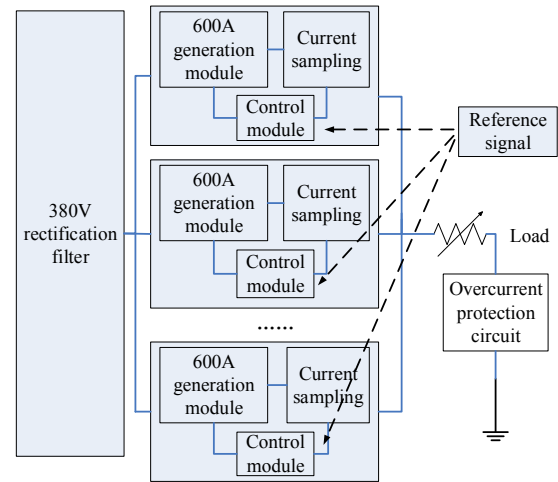 380V
rectification
filter
600A
generation
module
Current
sampling
Control
module
600A
generation
module
Current
sampling
Control
module
......
600A
generation
module
Current
sampling
Control
module
Reference
signal
Load
Overcurrent
protection
circuit